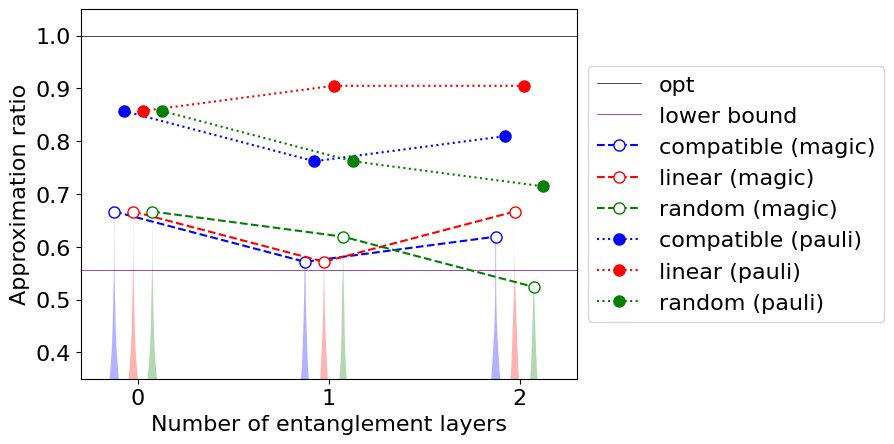 Approximation ratio
1.0
0.9
0.8
0.7
0.6
0.5
0.4
0
1
2
Number of entanglement layers
opt
lower bound
compatible (magic)
linear (magic)
random (magic)
compatible (pauli)
linear (pauli)
random (pauli)